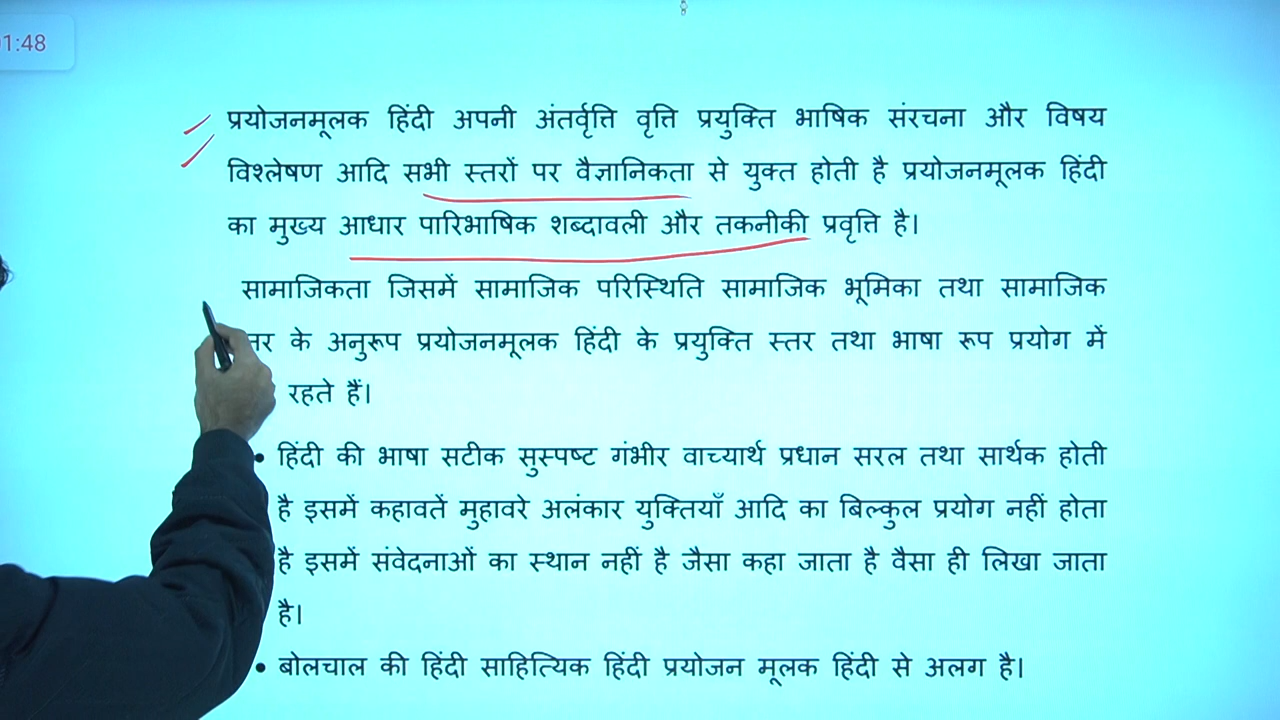 1:48
प्रयोजनमूलक हिंदी अपनी अंतर्वृत्ति वृत्ति प्रयुक्ति भाषिक संरचना और विषय
विश्लेषण आदि सभी स्तरों पर वैज्ञानिकता से युक्त होती है प्रयोजनमूलक हिंदी
का मुख्य आधार पारिभाषिक शब्दावली और तकनीकी प्रवृत्ति है।
सामाजिकता जिसमें सामाजिक परिस्थिति सामाजिक भूमिका तथा सामाजिक
के अनुरूप प्रयोजनमूलक हिंदी के प्रयुक्ति स्तर तथा भाषा रूप प्रयोग में
रहते हैं।
• हिंदी की भाषा सटीक सुस्पष्ट गंभीर वाच्यार्थ प्रधान सरल तथा सार्थक होती
है इसमें कहावतें मुहावरे अलंकार युक्तियाँ आदि का बिल्कुल प्रयोग नहीं होता
है इसमें संवेदनाओं का स्थान नहीं है जैसा कहा जाता है वैसा ही लिखा जाता
है।
• बोलचाल की हिंदी साहित्यिक हिंदी प्रयोजन मूलक हिंदी से अलग है।